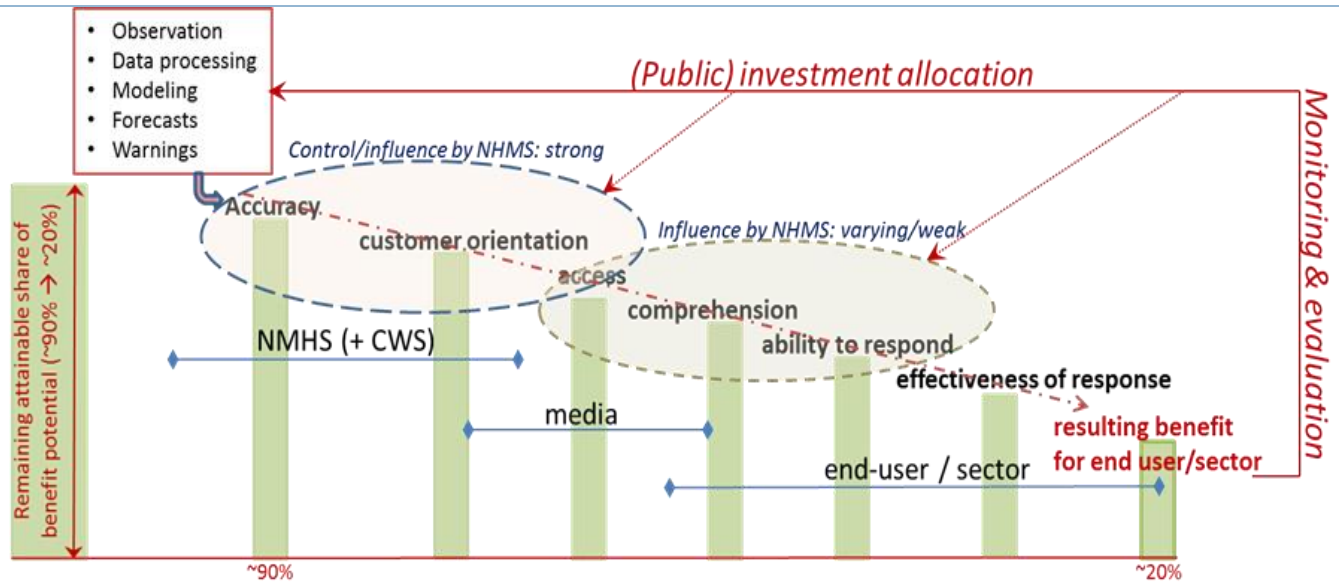 • Observation
• Data processing
• Modeling
• Forecasts
• Warnings
(Public) investment allocation
Monitoring & evaluation
Control/influence by NHMS: strong
Influence by NHMS: varying/weak
Accuracy
customer orientation
access
comprehension
ability to respond
effectiveness of response
resulting benefit
for end user/sector
NMHS (+ CWS)
media
end-user / sector
Remaining attainable share of
benefit potential (~90% → ~20%)
~90%
~20%